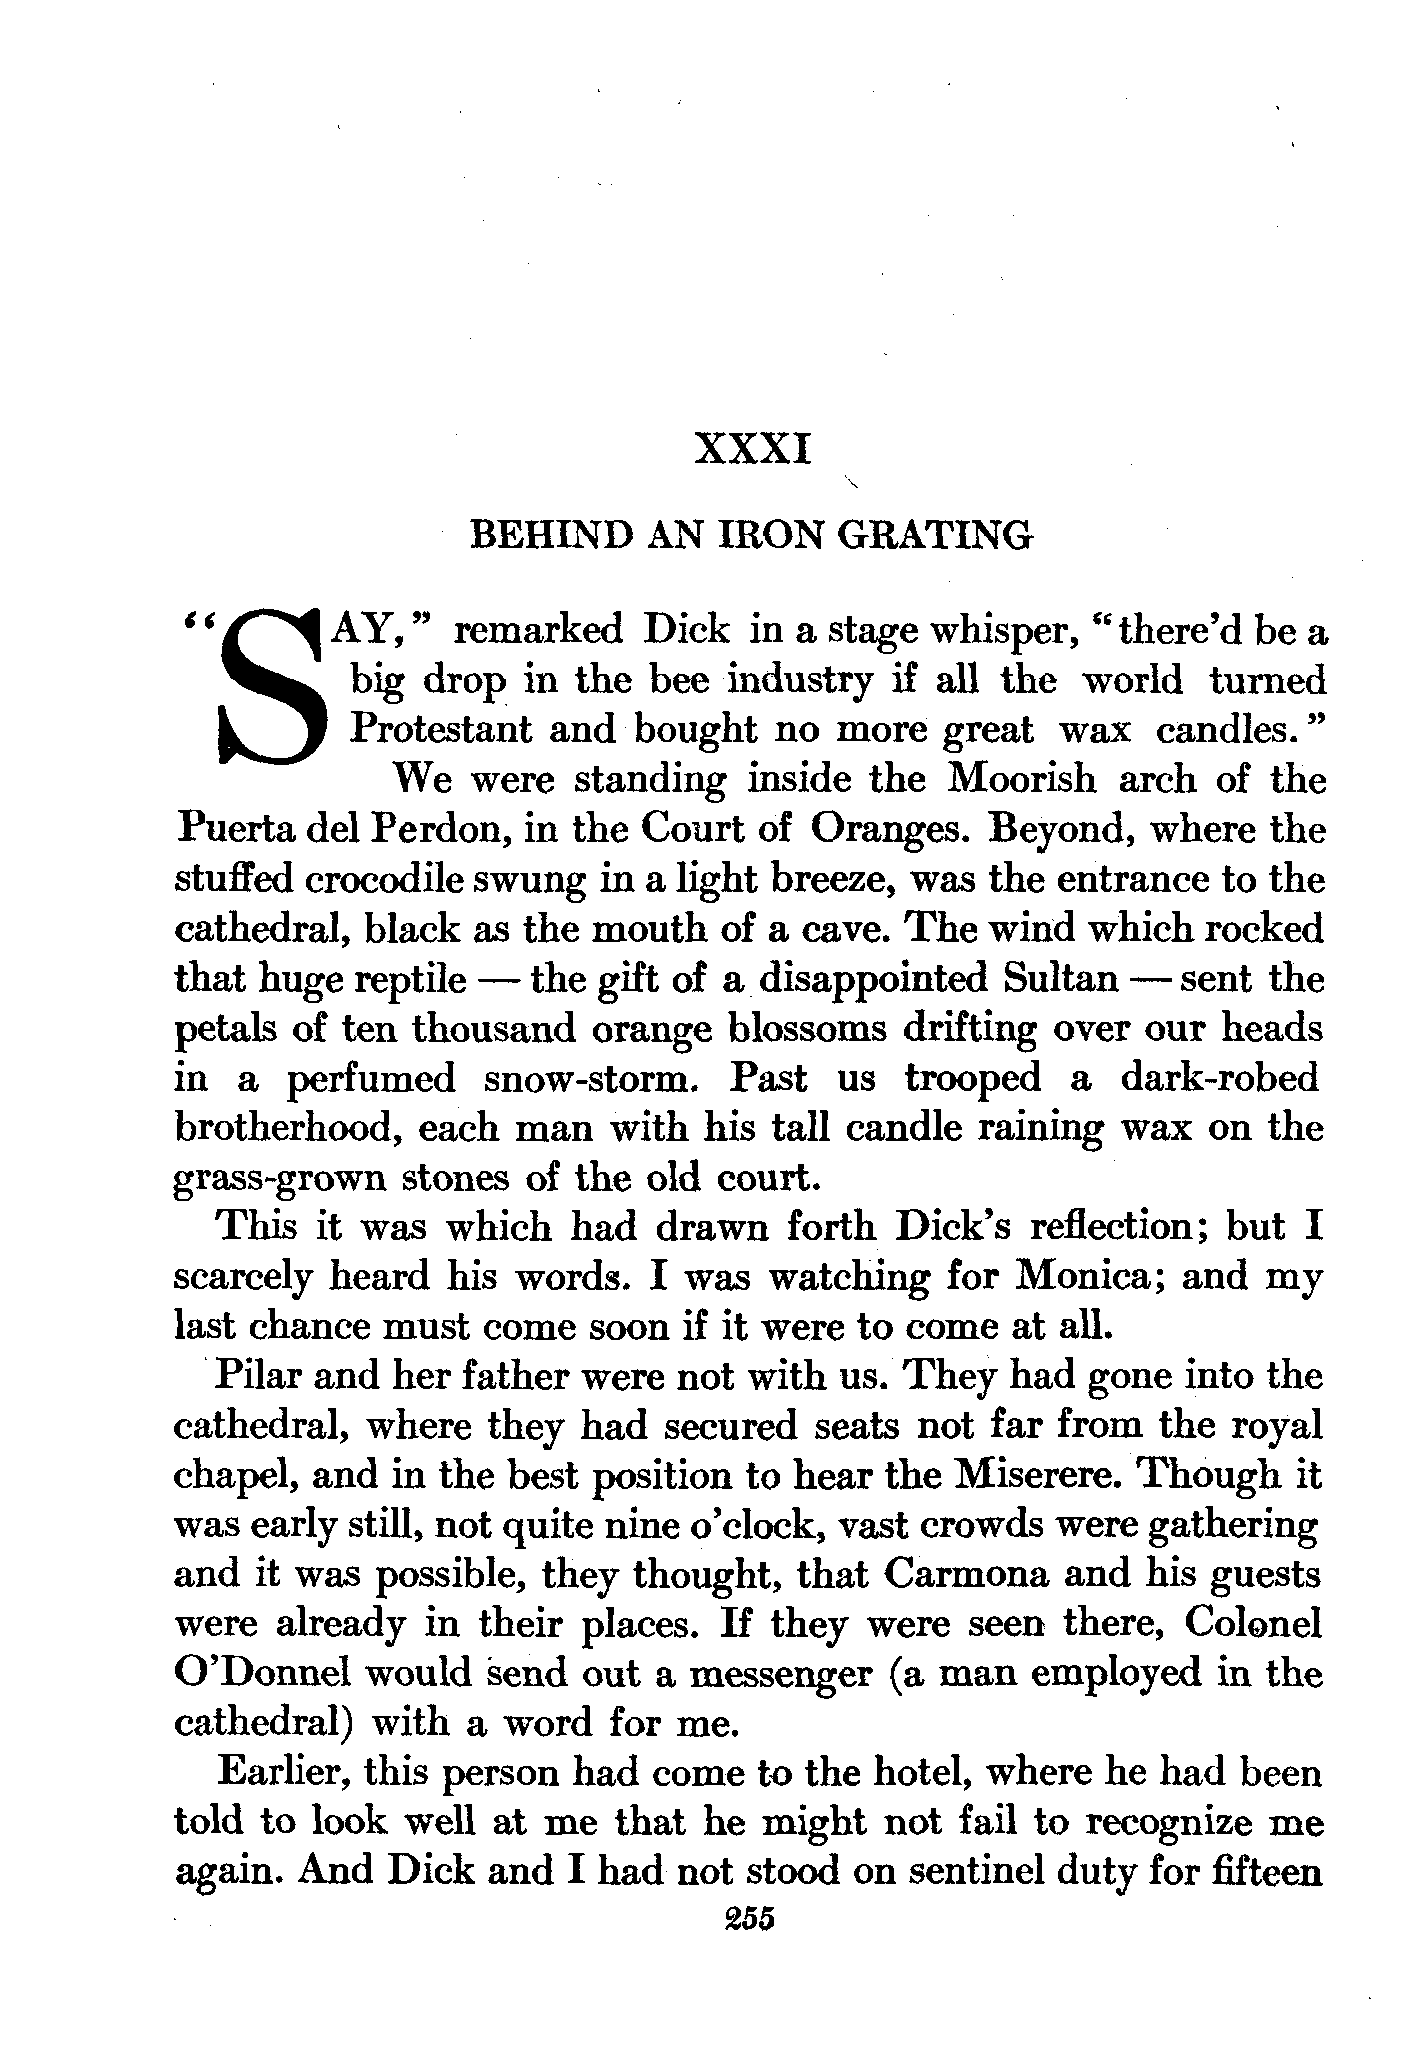 XXXI
BEHIND AN IRON GRATING
“SAY,” remarked Dick in a stage whisper, “there’d be a
big drop in the bee industry if all the world turned
Protestant and bought no more great wax candles.”
We were standing inside the Moorish arch of the
Puerta del Perdon, in the Court of Oranges. Beyond, where the
stuffed crocodile swung in a light breeze, was the entrance to the
cathedral, black as the mouth of a cave. The wind which rocked
that huge reptile — the gift of a disappointed Sultan — sent the
petals of ten thousand orange blossoms drifting over our heads
in a perfumed snow-storm. Past us trooped a dark-robed
brotherhood, each man with his tall candle raining wax on the
grass-grown stones of the old court.
This it was which had drawn forth Dick’s reflection; but I
scarcely heard his words. I was watching for Monica; and my
last chance must come soon if it were to come at all.
Pilar and her father were not with us. They had gone into the
cathedral, where they had secured seats not far from the royal
chapel, and in the best position to hear the Miserere. Though it
was early still, not quite nine o’clock, vast crowds were gathering
and it was possible, they thought, that Carmona and his guests
were already in their places. If they were seen there, Colonel
O’Donnel would send out a messenger (a man employed in the
cathedral) with a word for me.
Earlier, this person had come to the hotel, where he had been
told to look well at me that he might not fail to recognize me
again. And Dick and I had not stood on sentinel duty for fifteen
255